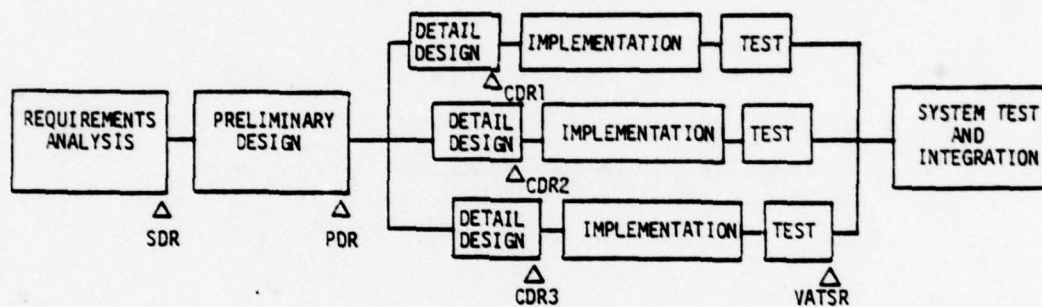 REQUIREMENTS
ANALYSIS
SDR
PRELIMINARY
DESIGN
PDR
DETAIL
DESIGN
IMPLEMENTATION
TEST
CDR1
DETAIL
DESIGN
IMPLEMENTATION
TEST
CDR2
DETAIL
DESIGN
IMPLEMENTATION
TEST
CDR3
VATSR
SYSTEM TEST
AND
INTEGRATION